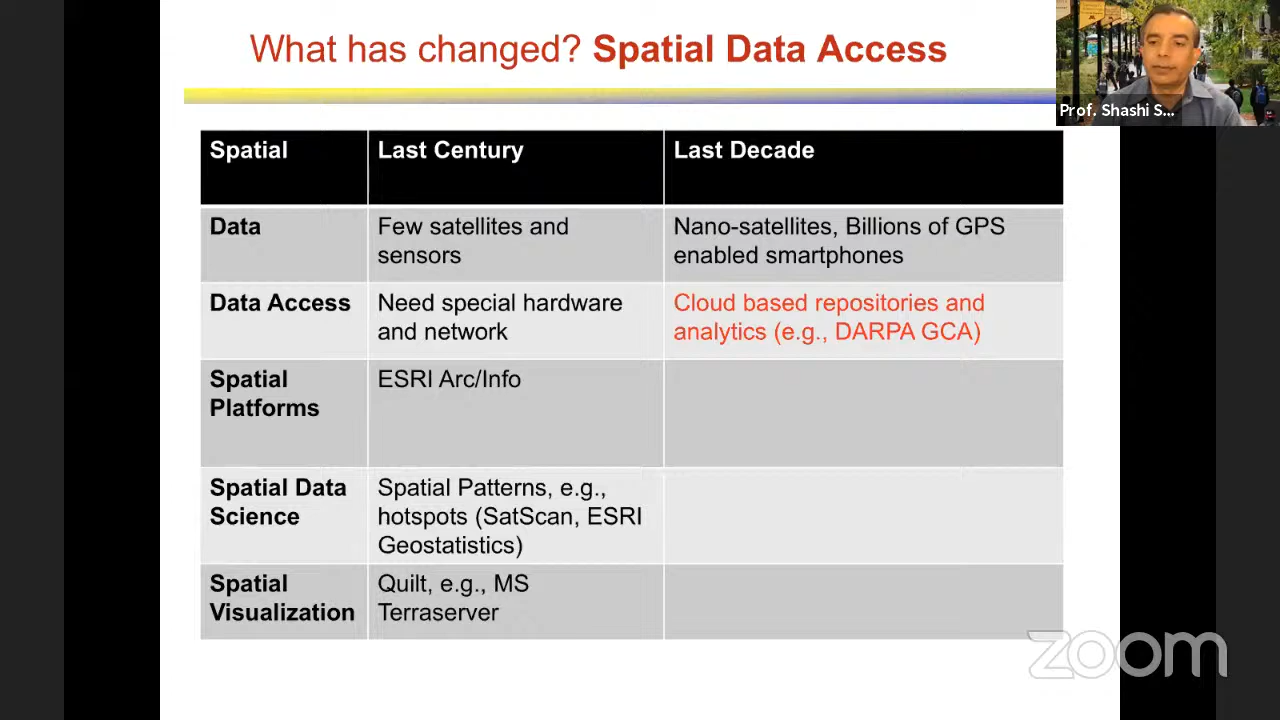 What has changed? Spatial Data Access
Prof. Shashi S...
Spatial
Last Century
Last Decade
Data
Few satellites and
sensors
Nano-satellites, Billions of GPS
enabled smartphones
Data Access
Need special hardware
and network
Cloud based repositories and
analytics (e.g., DARPA GCA)
Spatial
Platforms
ESRI Arc/Info
Spatial Data
Science
Spatial Patterns, e.g.,
hotspots (SatScan, ESRI
Geostatistics)
Spatial
Visualization
Quilt, e.g., MS
Terraserver
zoom